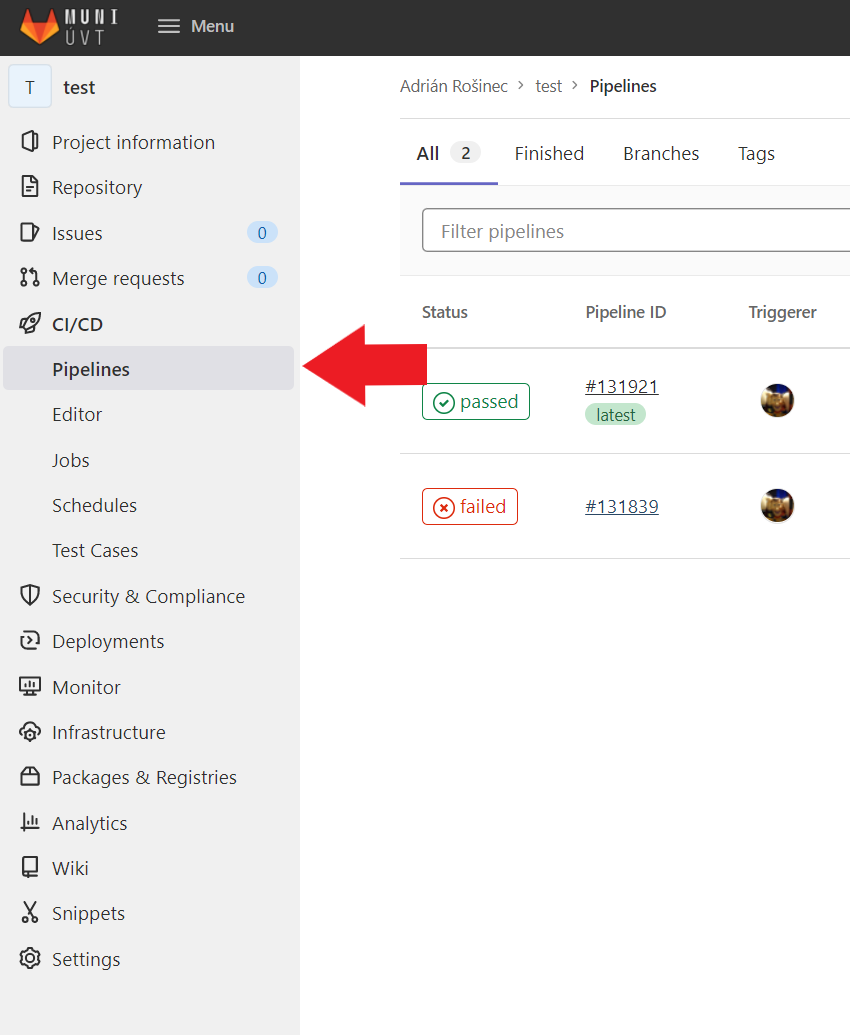 MUNI
ÚVT
Menu
T test
Project information
Repository
Issues 0
Merge requests 0
CI/CD
Pipelines
Editor
Jobs
Schedules
Test Cases
Security & Compliance
Deployments
Monitor
Infrastructure
Packages & Registries
Analytics
Wiki
Snippets
Settings
Adrián Rošinec > test > Pipelines
All 2 Finished Branches Tags
Filter pipelines
Status Pipeline ID Triggerer
passed #131921
latest
failed #131839